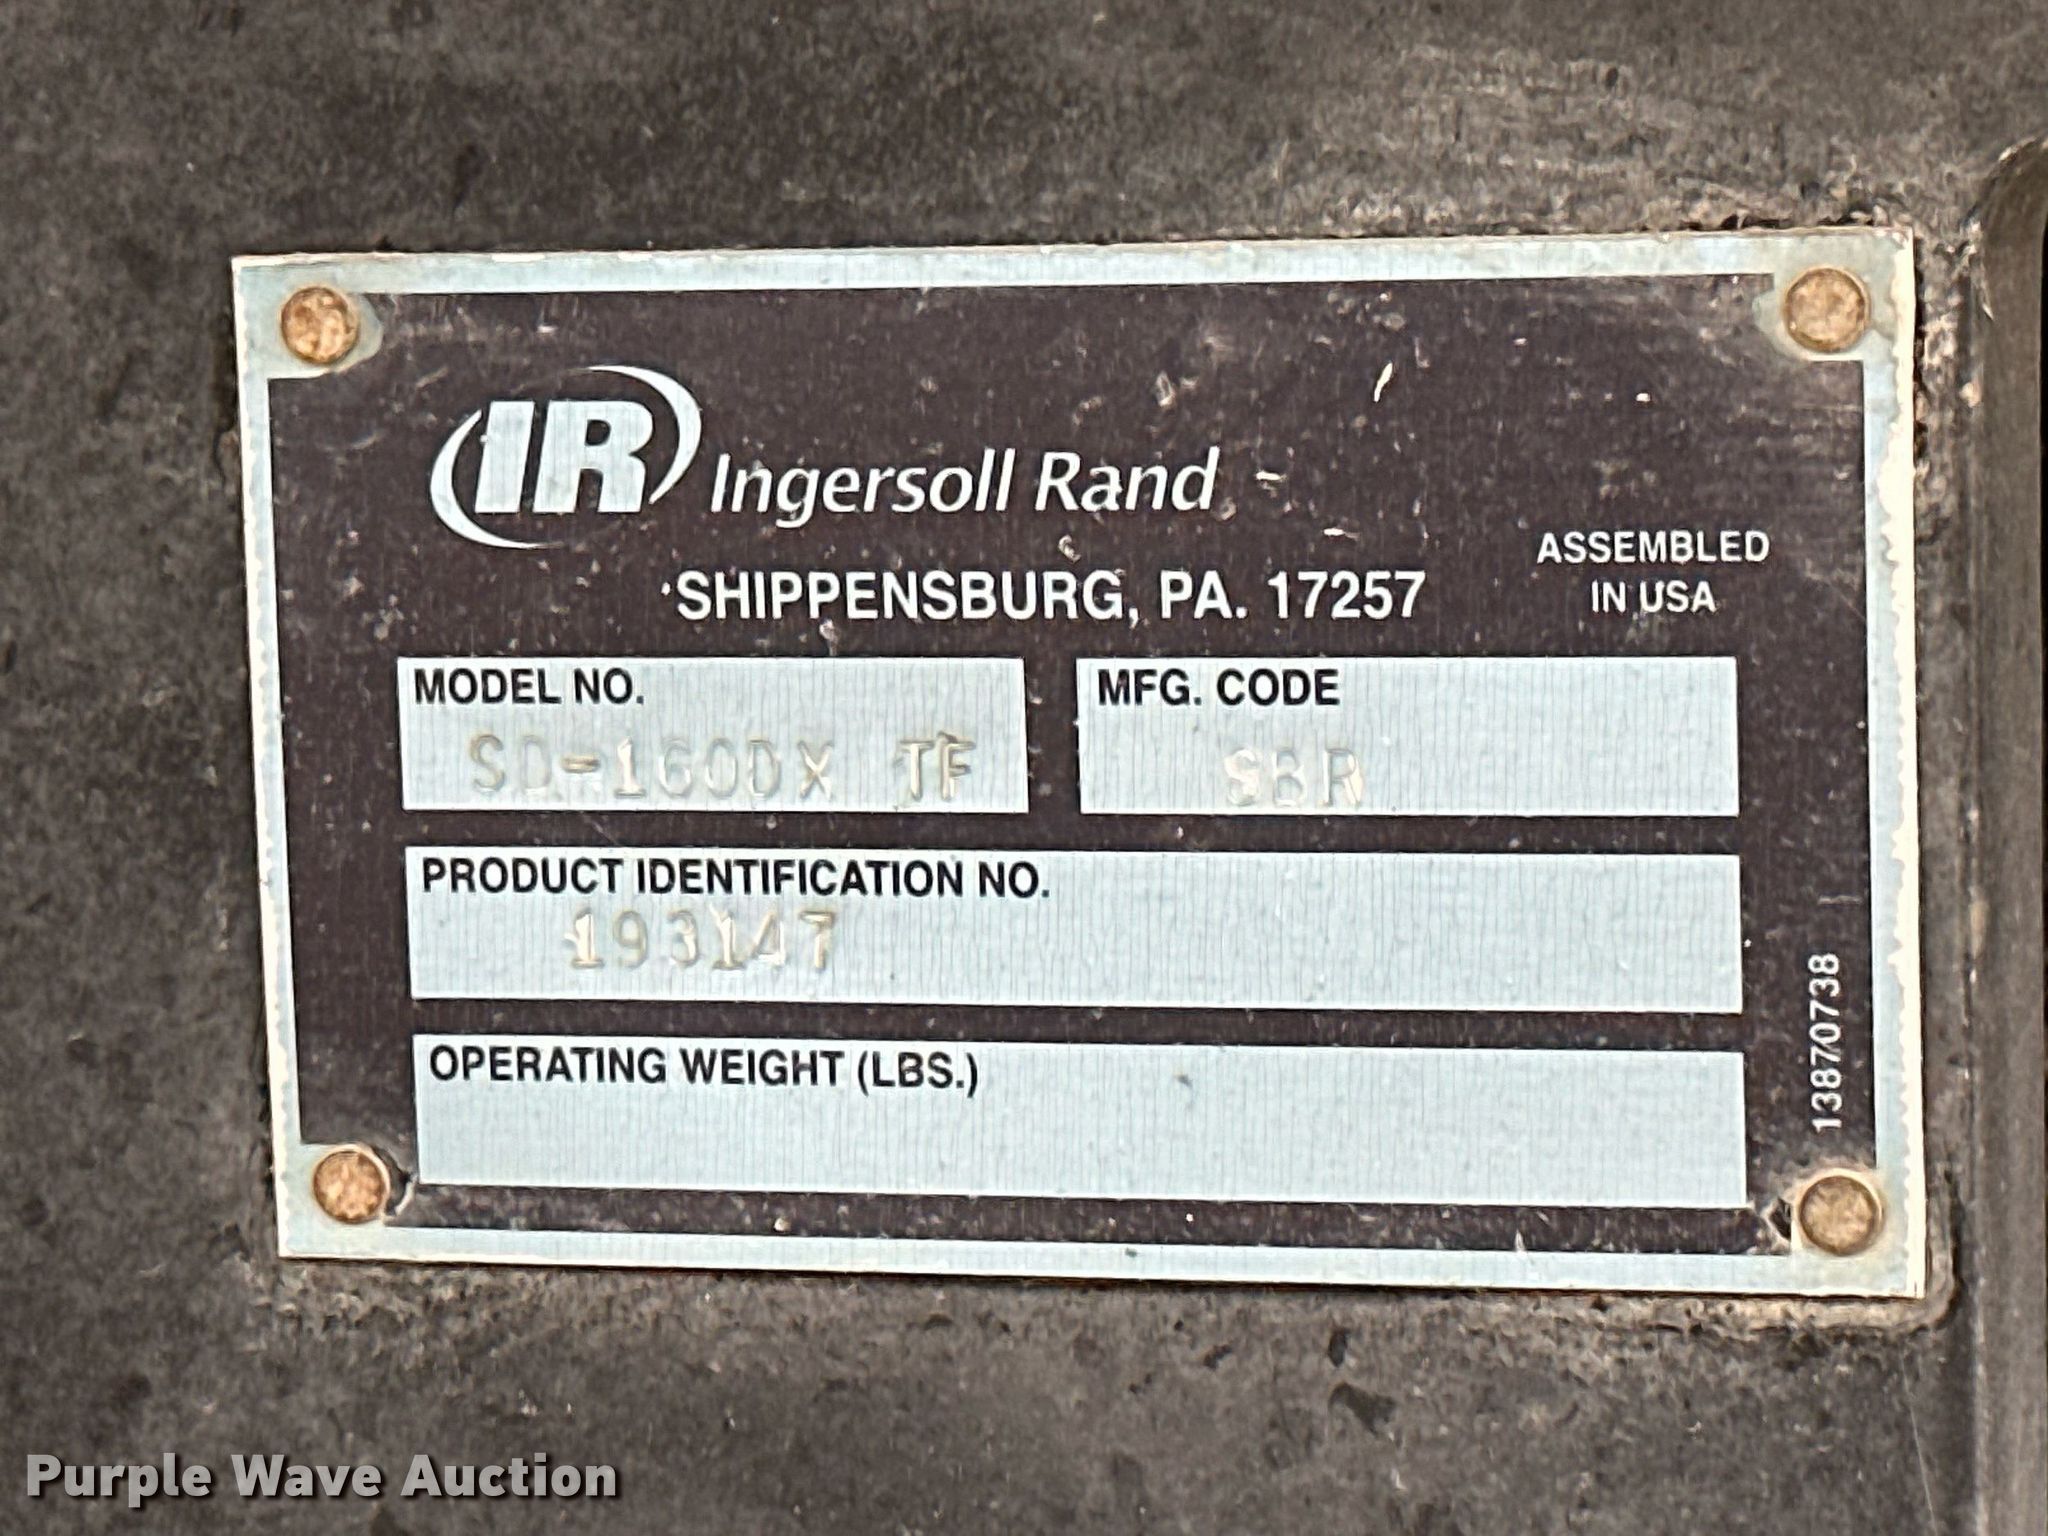 IR Ingersoll Rand
SHIPPENSBURG, PA. 17257
ASSEMBLED
IN USA
MODEL NO.
SD-160DX TF
MFG. CODE
SBR
PRODUCT IDENTIFICATION NO.
193147
OPERATING WEIGHT (LBS.)
13870738
Purple Wave Auction